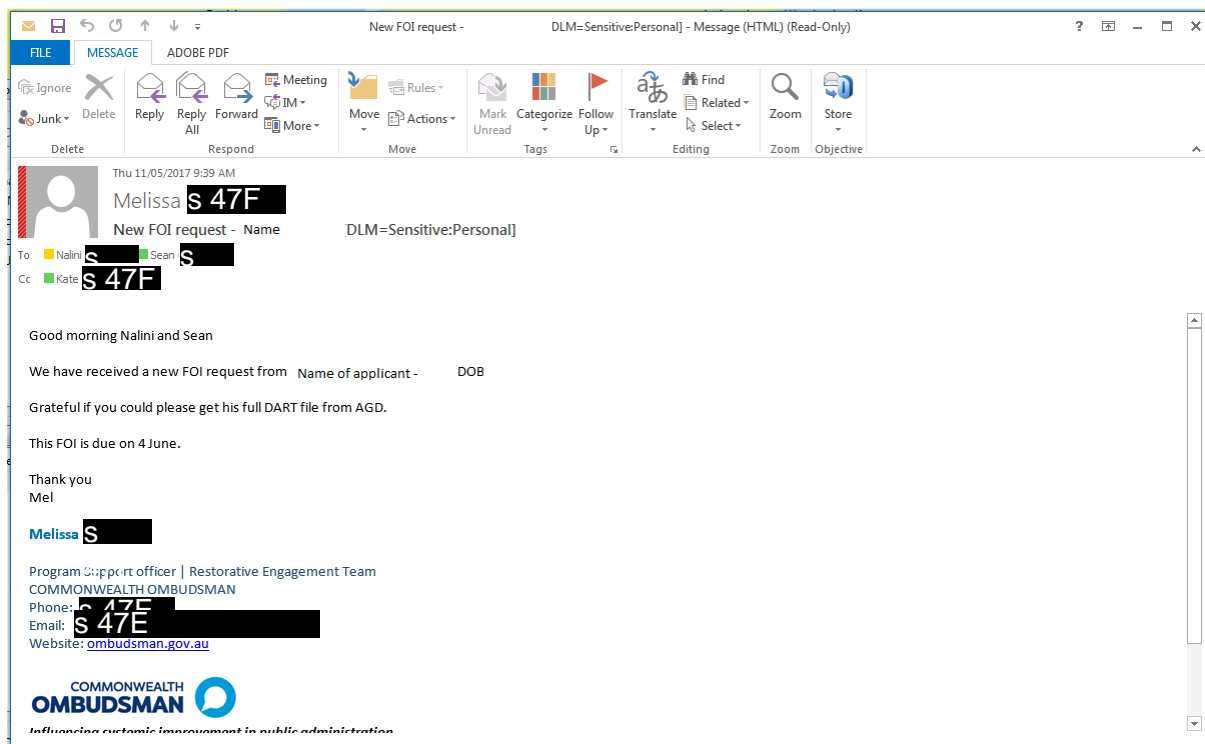 New FOI request - DLM=Sensitive:Personal] - Message (HTML) (Read-Only)
FILE MESSAGE ADOBE PDF
Ignore
Junk
Delete
Reply
Reply All
Forward
Meeting
IM
More
Move
Rules
Actions
Mark Unread
Categorize
Follow Up
Translate
Find
Related
Select
Zoom
Store
Delete Respond Move Tags Editing Zoom Objective
Thu 11/05/2017 9:39 AM
Melissa s 47F
New FOI request - Name DLM=Sensitive:Personal]
To Nalini s Sean s
Cc Kate s 47F
Good morning Nalini and Sean
We have received a new FOI request from Name of applicant - DOB
Grateful if you could please get his full DART file from AGD.
This FOI is due on 4 June.
Thank you
Mel
Melissa s
Program Support officer | Restorative Engagement Team
COMMONWEALTH OMBUDSMAN
Phone: s 47E
Email: s 47E
Website: ombudsman.gov.au
COMMONWEALTH
OMBUDSMAN
Influencing systemic improvement in public administration